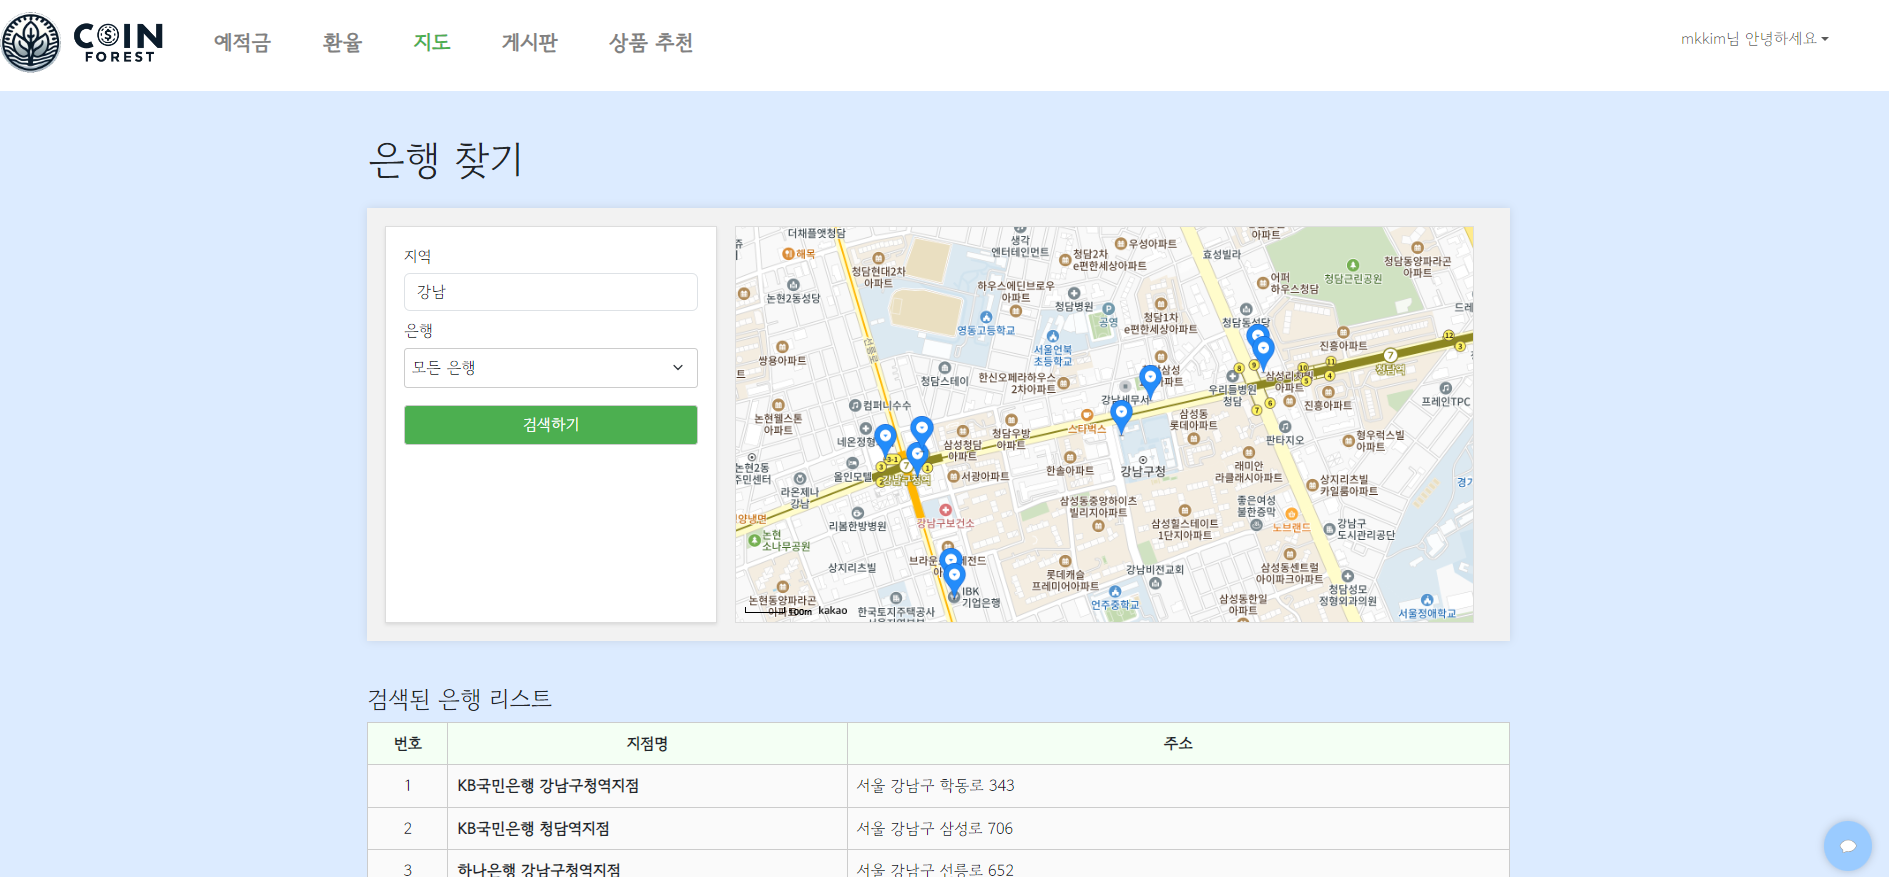 COIN
FOREST
예적금
환율
지도
게시판
상품 추천
mkkim님 안녕하세요
은행 찾기
지역
강남
은행
모든 은행
검색하기
더채플앳청담
해목
청담현대2차
아파트
논현2동성당
생각
엔터테인먼트
우성아파트
청담2차
e편한세상아파트
하우스에딘브로우
아파트
청담병원
영동고등학교
서울언북
초등학교
공영
청담1차
e편한세상아파트
효성빌라
아파트
어퍼
하우스청담
청담근린공원
청담동양파라곤
아파트
드레
청담동성당
진흥아파트
청담역
쌍용아파트
선릉로
청담스테이
한신오페라하우스
2차아파트
강남세무서
우리들병원
청담
아파트
진흥아파트
프레인TPC
논현웰스톤
아파트
컴퍼니수수
삼성청담
아파트
청담우방
아파트
스타벅스
삼성동
롯데아파트
판타지오
형우럭스빌
아파트
논현2동
주민센터
올인모텔
강남구청역
서광아파트
한솔아파트
강남구청
래미안
라클래시아파트
상지리츠빌
카일룸아파트
경기
라온제나
강남
리봄한방병원
강남구보건소
삼성동중앙하이츠
빌리지아파트
삼성힐스테이트
1단지아파트
좋은여성
불한증막
노브랜드
강남구
도시관리공단
논현
소나무공원
상지리츠빌
롯데캐슬
프레미어아파트
강남비전교회
삼성동센트럴
아이파크아파트
청담성모
정형외과의원
논현동양파라곤
IBK
기업은행
한국토지주택공사
언주중학교
삼성동한일
아파트
서울정애학교
100m
kakao
검색된 은행 리스트
번호 지점명 주소
1 KB국민은행 강남구청역지점 서울 강남구 학동로 343
2 KB국민은행 청담역지점 서울 강남구 삼성로 706
3 하나은행 강남구청역지점 서울 강남구 선릉로 652